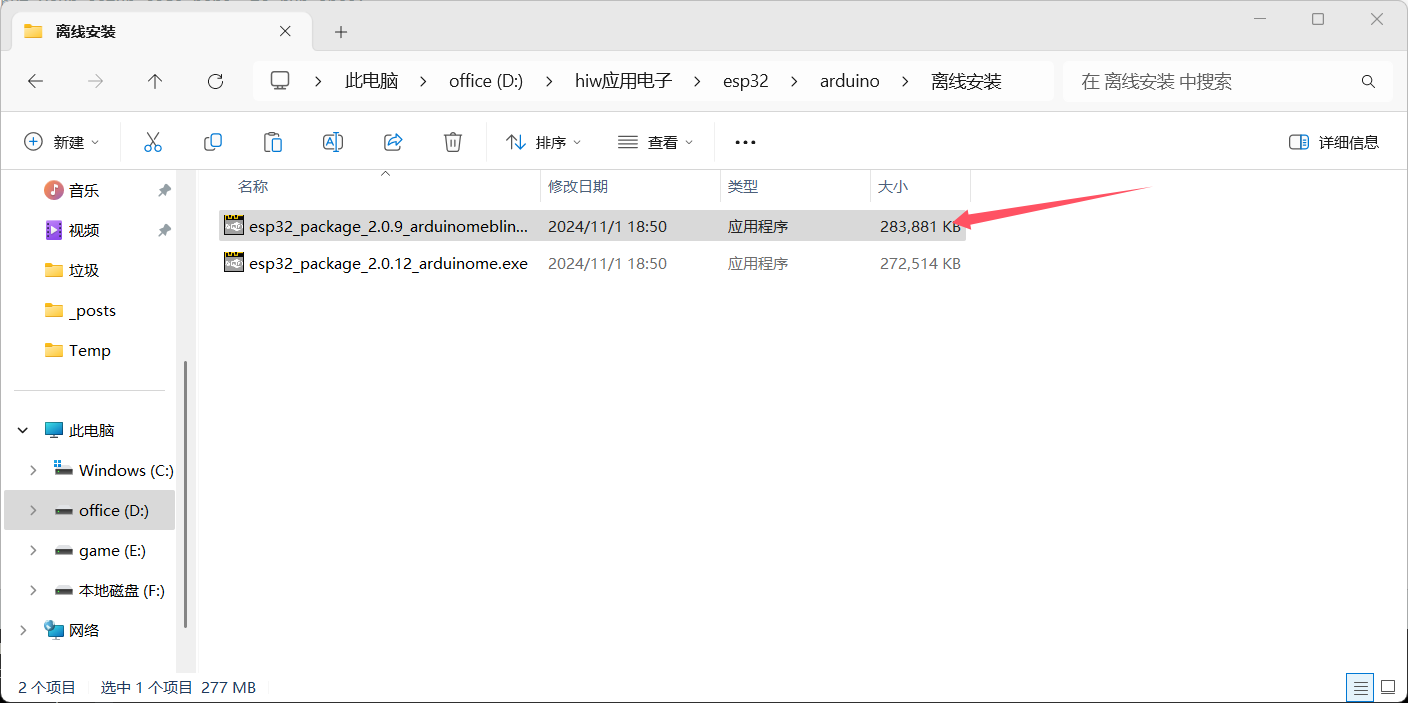 离线安装
此电脑 office (D:) hiw应用电子 esp32 arduino 离线安装
在 离线安装 中搜索
新建 排序 查看 详细信息
名称 修改日期 类型 大小
esp32_package_2.0.9_arduinomeblin... 2024/11/1 18:50 应用程序 283,881 KB
esp32_package_2.0.12_arduinome.exe 2024/11/1 18:50 应用程序 272,514 KB
音乐
视频
垃圾
_posts
Temp
此电脑
Windows (C:)
office (D:)
game (E:)
本地磁盘 (F:)
网络
2 个项目 选中 1 个项目 277 MB